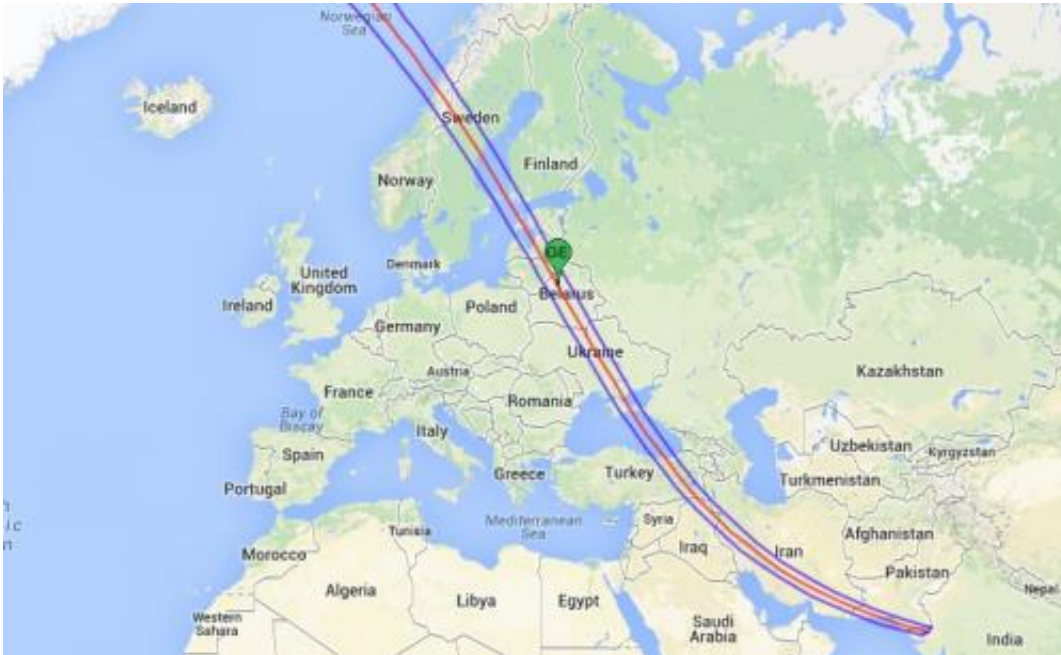 Norwegian
Sea
Iceland
Sweden
Finland
Norway
GE
Denmark
United
Kingdom
Ireland
Belarus
Poland
Germany
Ukraine
Austria
Kazakhstan
France
Romania
Bay of
Biscay
Italy
Uzbekistan
Kyrgyzstan
Spain
Greece
Turkey
Turkmenistan
Portugal
Syria
Mediterranean
Sea
Tunisia
Afghanistan
Iraq
Iran
Morocco
Pakistan
Algeria
Libya
Egypt
Nepal
Western
Sahara
Saudi
Arabia
India